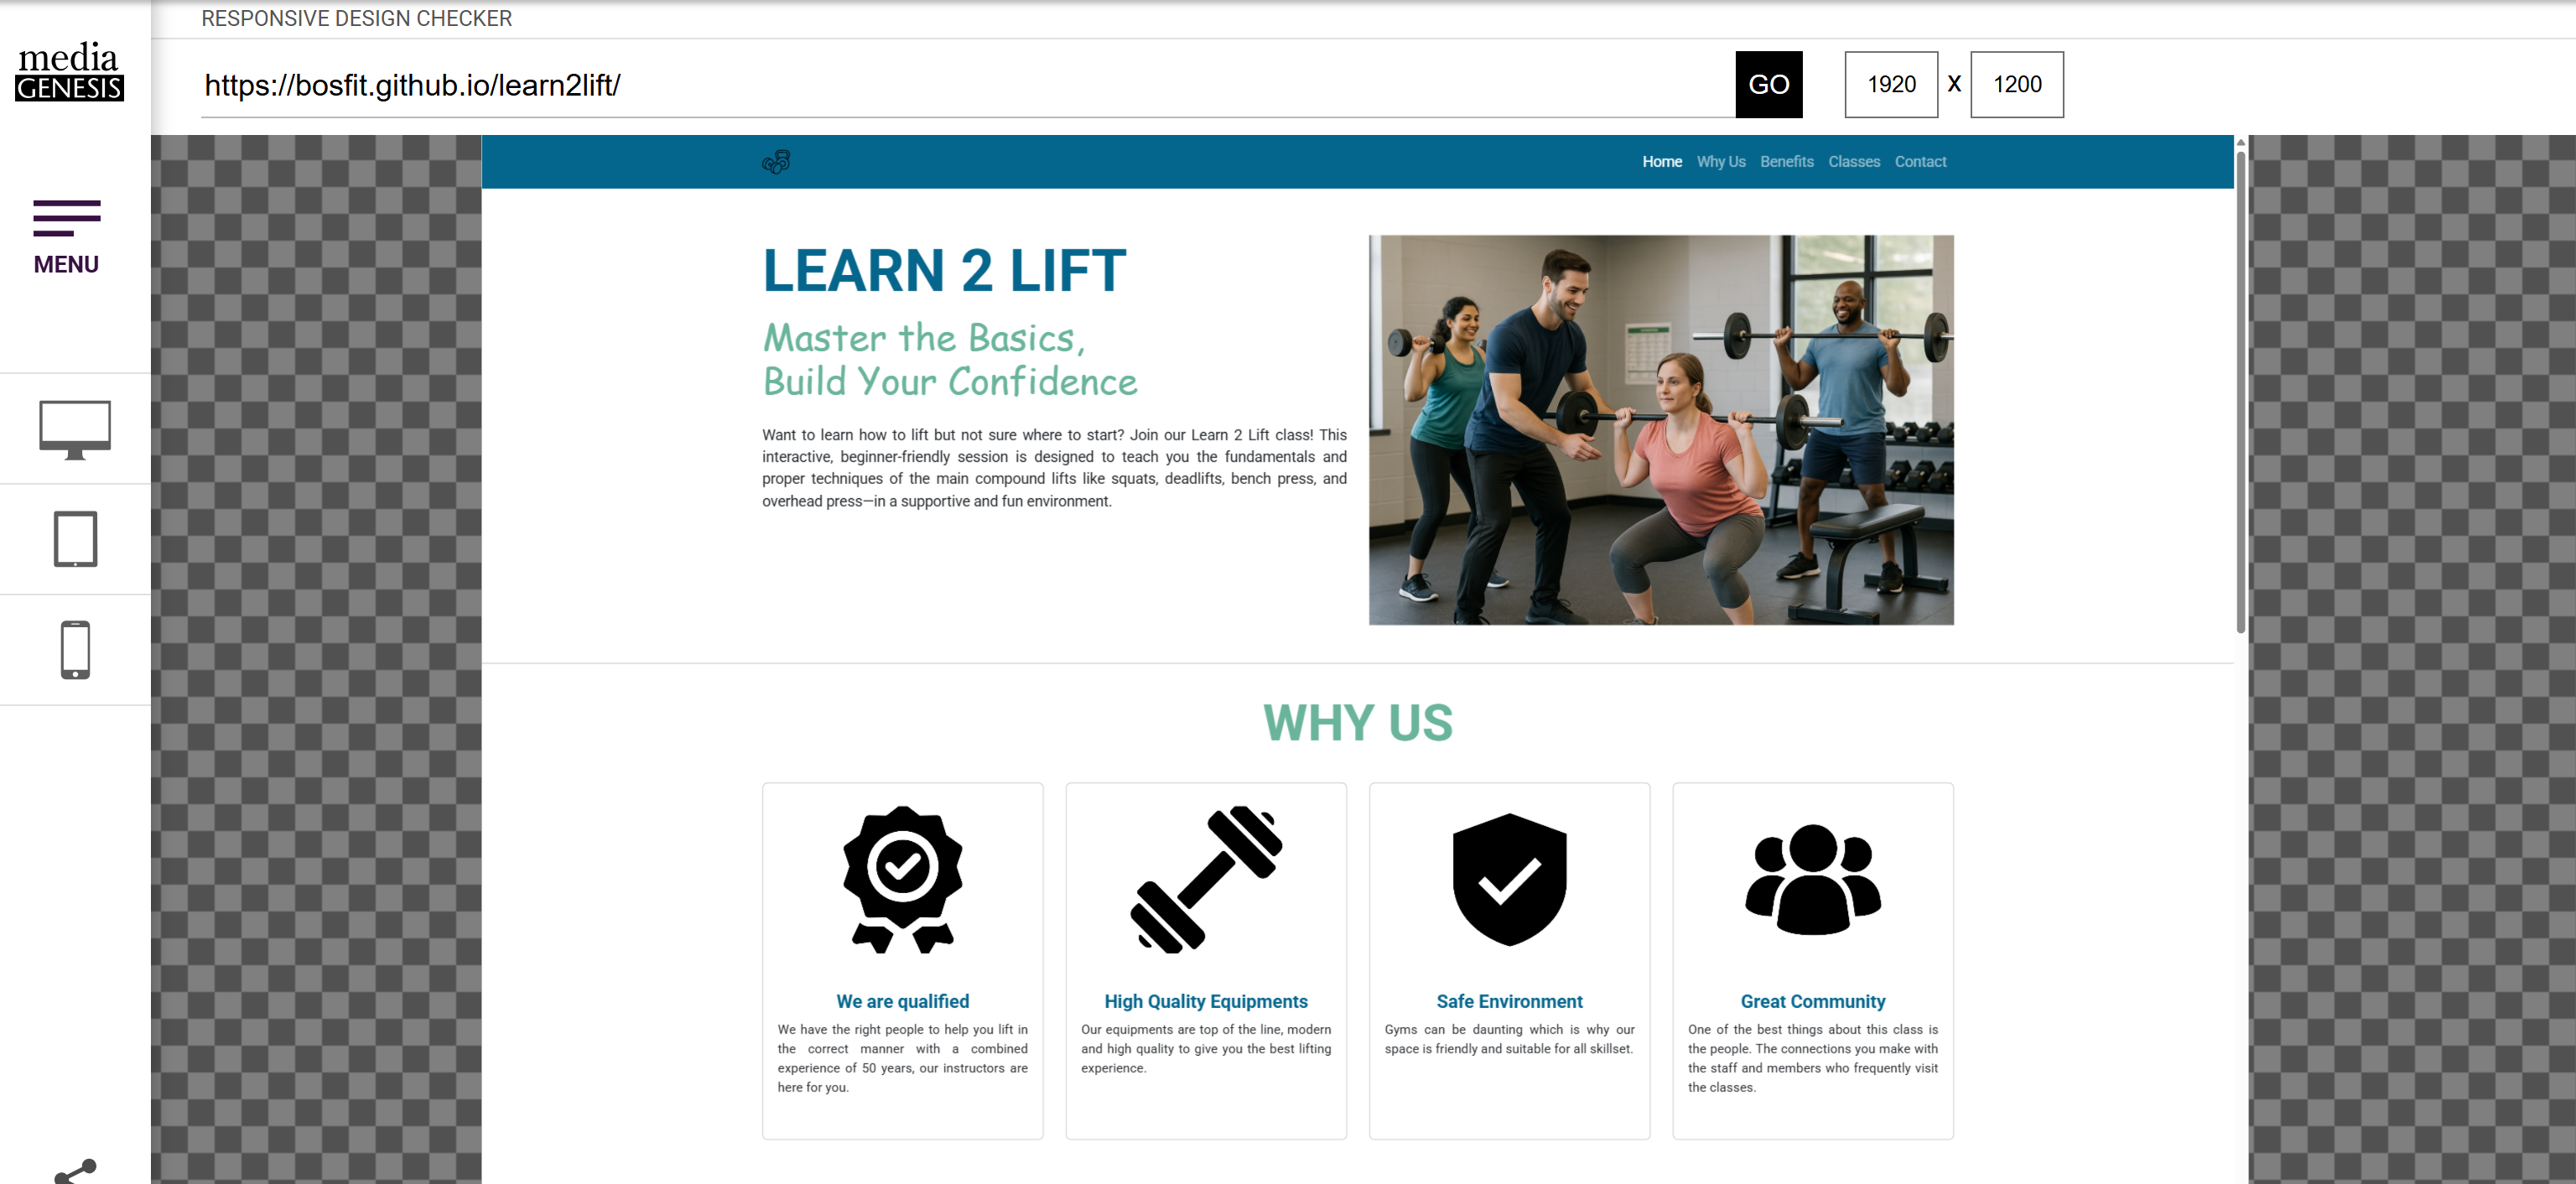 RESPONSIVE DESIGN CHECKER
media
GENESIS
https://bosfit.github.io/learn2lift/
GO
1920
X
1200
MENU
Home
Why Us
Benefits
Classes
Contact
LEARN 2 LIFT
Master the Basics,
Build Your Confidence
Want to learn how to lift but not sure where to start? Join our Learn 2 Lift class! This
interactive, beginner-friendly session is designed to teach you the fundamentals and
proper techniques of the main compound lifts like squats, deadlifts, bench press, and
overhead press—in a supportive and fun environment.
WHY US
We are qualified
We have the right people to help you lift in
the correct manner with a combined
experience of 50 years, our instructors are
here for you.
High Quality Equipments
Our equipments are top of the line, modern
and high quality to give you the best lifting
experience.
Safe Environment
Gyms can be daunting which is why our
space is friendly and suitable for all skillset.
Great Community
One of the best things about this class is
the people. The connections you make with
the staff and members who frequently visit
the classes.